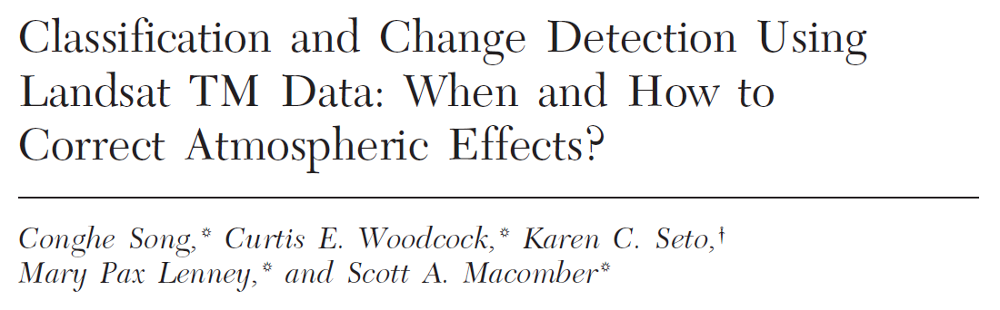 Classification and Change Detection Using
Landsat TM Data: When and How to
Correct Atmospheric Effects?
Conghe Song,* Curtis E. Woodcock,* Karen C. Seto,†
Mary Pax Lenney,* and Scott A. Macomber*